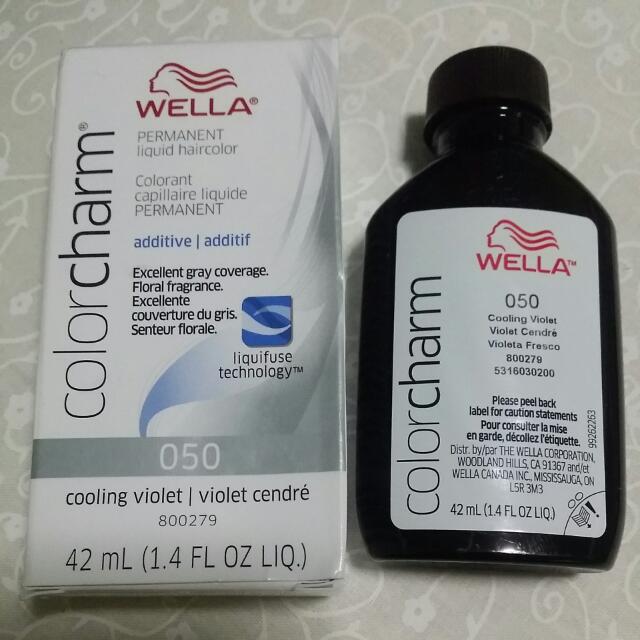 WELLA®
PERMANENT
liquid haircolor
Colorant
capillaire liquide
PERMANENT
additive | additif
Excellent gray coverage.
Floral fragrance.
Excellente
couverture du gris.
Senteur florale.
liquifuse
technology™
colorcharm®
050
cooling violet | violet cendré
800279
42 mL (1.4 FL OZ LIQ.)
WELLA™
050
Cooling Violet
Violet Cendré
Violeta Fresco
800279
5316030200
colorcharm
Please peel back
label for caution statements
Pour consulter la mise
en garde, décollez l'étiquette.
Distr. by/par THE WELLA CORPORATION,
WOODLAND HILLS, CA 91367 and/et
WELLA CANADA INC., MISSISSAUGA, ON
L5R 3M3
99262263
42 mL (1.4 FL OZ LIQ.)